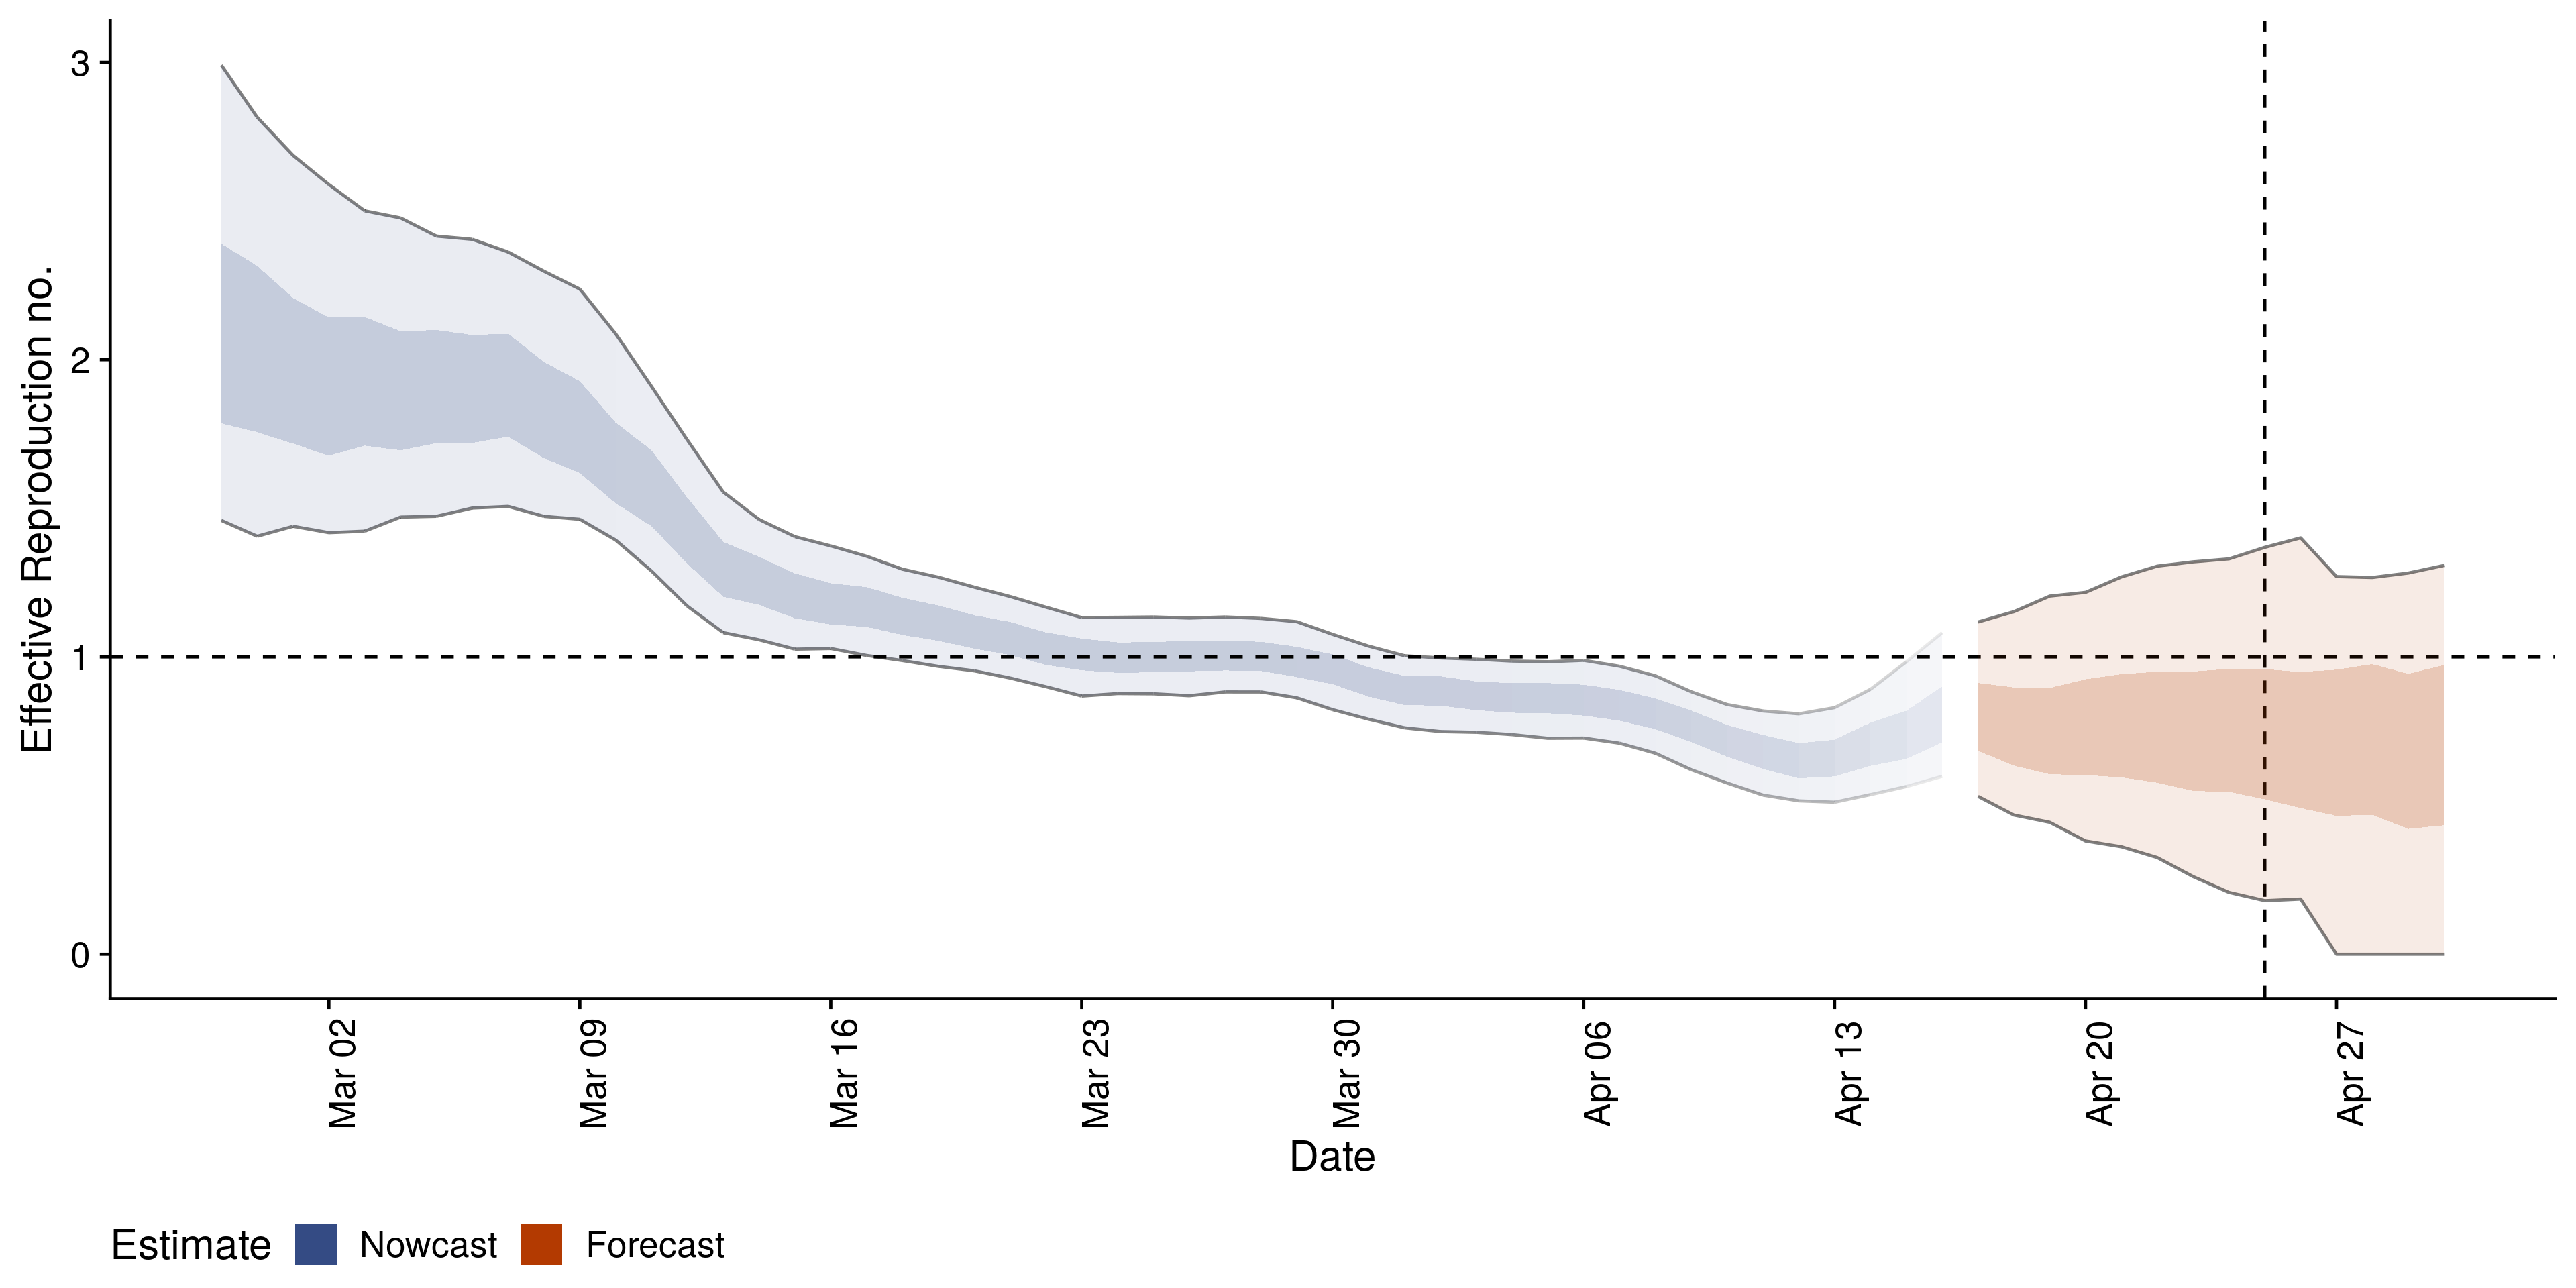 Effective Reproduction no.
3
2
1
0
Mar 02
Mar 09
Mar 16
Mar 23
Mar 30
Apr 06
Apr 13
Apr 20
Apr 27
Date
Estimate Nowcast Forecast